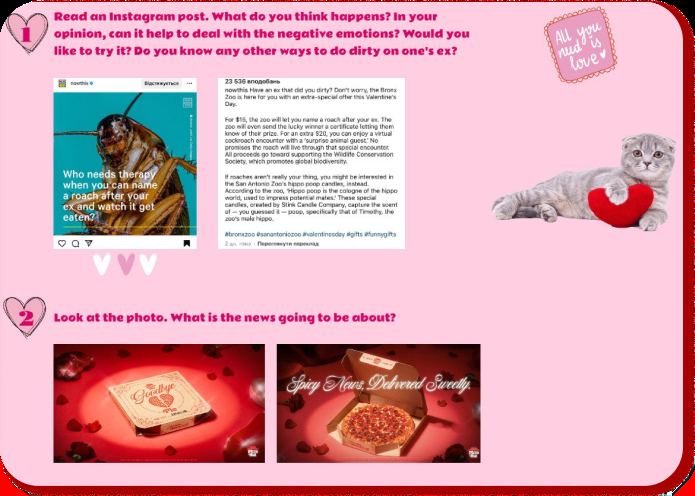 1
Read an Instagram post. What do you think happens? In your
opinion, can it help to deal with the negative emotions? Would you
like to try it? Do you know any other ways to do dirty on one's ex?
All you
need is
love
nowthis
Відстежується
Who needs therapy
when you can name
a roach after your
ex and watch it get
eaten?
23 536 вподобань
nowthis Have an ex that did you dirty? Don't worry, the Bronx
Zoo is here for you with an extra-special offer this Valentine's
Day.
For $15, the zoo will let you name a roach after your ex. The
zoo will even send the lucky winner a certificate letting them
know of their prize. For an extra $20, you can enjoy a virtual
cockroach encounter with a 'surprise animal guest.' No
promises the roach will live through that special encounter.
All proceeds go toward supporting the Wildlife Conservation
Society, which promotes global biodiversity.
If roaches aren't really your thing, you might be interested in
the San Antonio Zoo's hippo poop candles, instead.
According to the zoo, 'Hippo poop is the cologne of the hippo
world, used to impress potential mates.' These special
candles, created by Stink Candle Company, capture the scent
of — you guessed it — poop, specifically that of Timothy, the
zoo's male hippo.
#bronxzoo #sanantoniozoo #valentinesday #gifts #funnygifts
2 дн. тому · Переглянути переклад
2
Look at the photo. What is the news going to be about?
Goodbye
Pies
Spicy News, Delivered Sweetly.